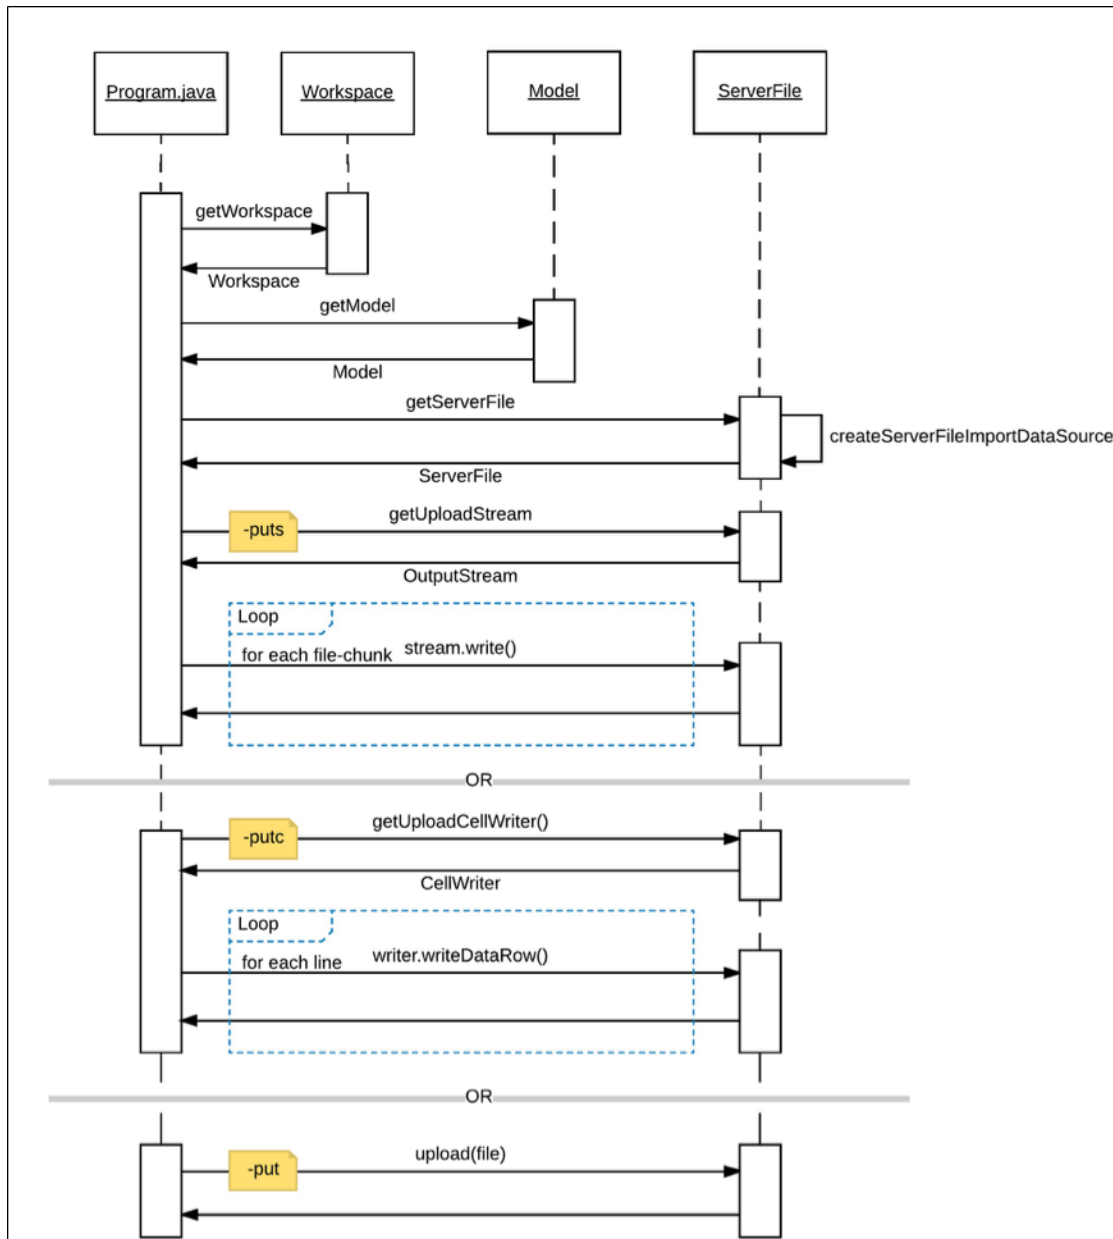 Program.java
Workspace
Model
ServerFile
getWorkspace
Workspace
getModel
Model
getServerFile
createServerFileImportDataSource
ServerFile
-puts
getUploadStream
OutputStream
Loop
for each file-chunk
stream.write()
OR
-putc
getUploadCellWriter()
CellWriter
Loop
for each line
writer.writeDataRow()
OR
-put
upload(file)